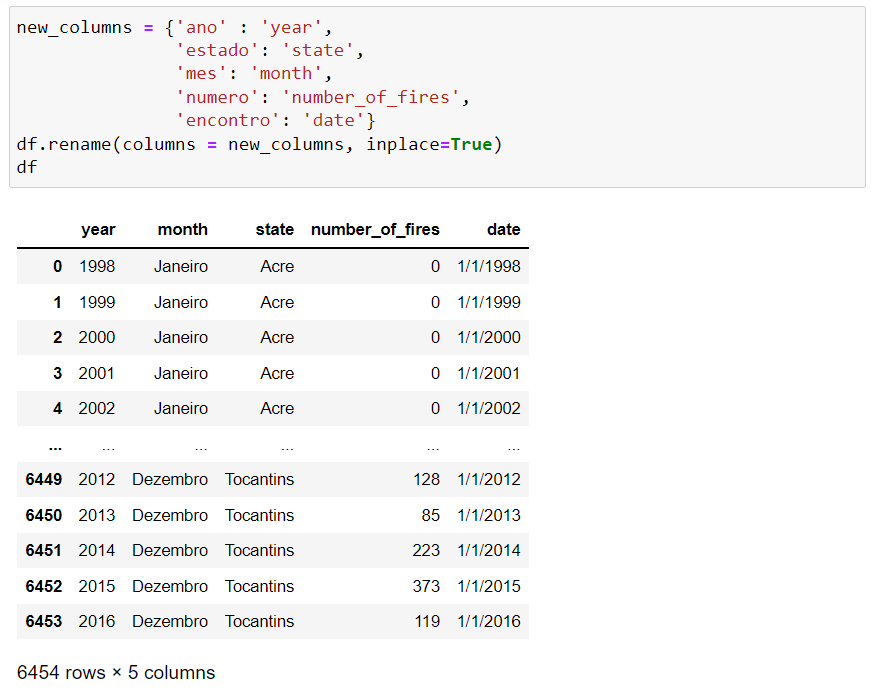 new_columns = {'ano' : 'year',
'estado': 'state',
'mes': 'month',
'numero': 'number_of_fires',
'encontro': 'date'}
df.rename(columns = new_columns, inplace=True)
df
year month state number_of_fires date
0 1998 Janeiro Acre 0 1/1/1998
1 1999 Janeiro Acre 0 1/1/1999
2 2000 Janeiro Acre 0 1/1/2000
3 2001 Janeiro Acre 0 1/1/2001
4 2002 Janeiro Acre 0 1/1/2002
... ... ... ... ... ...
6449 2012 Dezembro Tocantins 128 1/1/2012
6450 2013 Dezembro Tocantins 85 1/1/2013
6451 2014 Dezembro Tocantins 223 1/1/2014
6452 2015 Dezembro Tocantins 373 1/1/2015
6453 2016 Dezembro Tocantins 119 1/1/2016
6454 rows × 5 columns